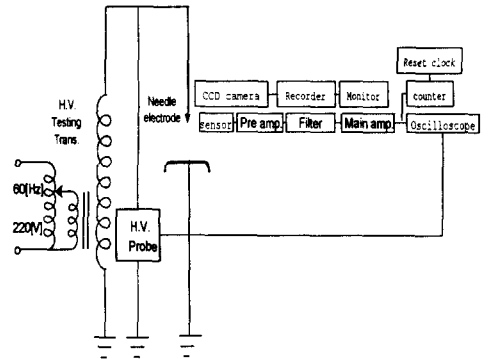 Reset clock
CCD camera
Recorder
Monitor
counter
H.V.
Testing
Trans.
Needle
electrode
sensor
Pre amp.
Filter
Main amp.
Oscilloscope
60[Hz]
220[V]
H.V.
Probe